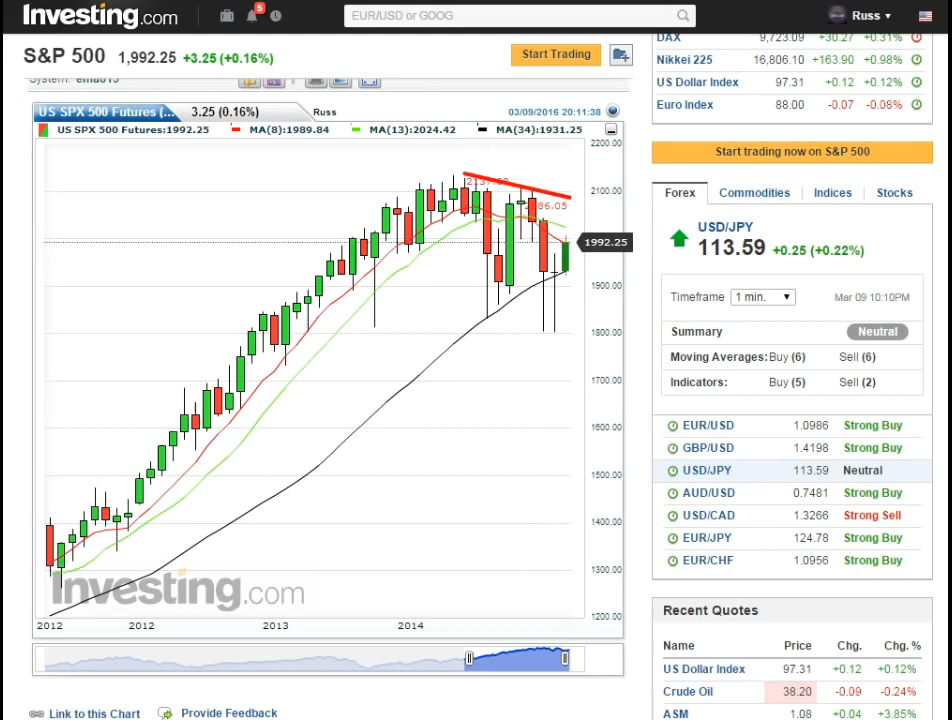 Investing.com
5
EUR/USD or GOOG
Russ ▼
S&P 500 1,992.25 +3.25 (+0.16%)
Start Trading
System: emao15
US SPX 500 Futures (... 3.25 (0.16%) Russ 03/09/2016 20:11:38
US SPX 500 Futures:1992.25 MA(8):1989.84 MA(13):2024.42 MA(34):1931.25
2200.00
2100.00
1992.25
1900.00
1800.00
1700.00
1600.00
1500.00
1400.00
1300.00
1200.00
Investing.com
2012 2012 2013 2014
Link to this Chart Provide Feedback
DAX 9,723.09 +30.27 +0.31%
Nikkei 225 16,806.10 +163.90 +0.98%
US Dollar Index 97.31 +0.12 +0.12%
Euro Index 88.00 -0.07 -0.08%
Start trading now on S&P 500
Forex Commodities Indices Stocks
USD/JPY
113.59 +0.25 (+0.22%)
Timeframe 1 min. ▼ Mar 09 10:10PM
Summary Neutral
Moving Averages: Buy (6) Sell (6)
Indicators: Buy (5) Sell (2)
EUR/USD 1.0986 Strong Buy
GBP/USD 1.4198 Strong Buy
USD/JPY 113.59 Neutral
AUD/USD 0.7481 Strong Buy
USD/CAD 1.3266 Strong Sell
EUR/JPY 124.78 Strong Buy
EUR/CHF 1.0956 Strong Buy
Recent Quotes
Name Price Chg. Chg. %
US Dollar Index 97.31 +0.12 +0.12%
Crude Oil 38.20 -0.09 -0.24%
ASM 1.08 +0.04 +3.85%